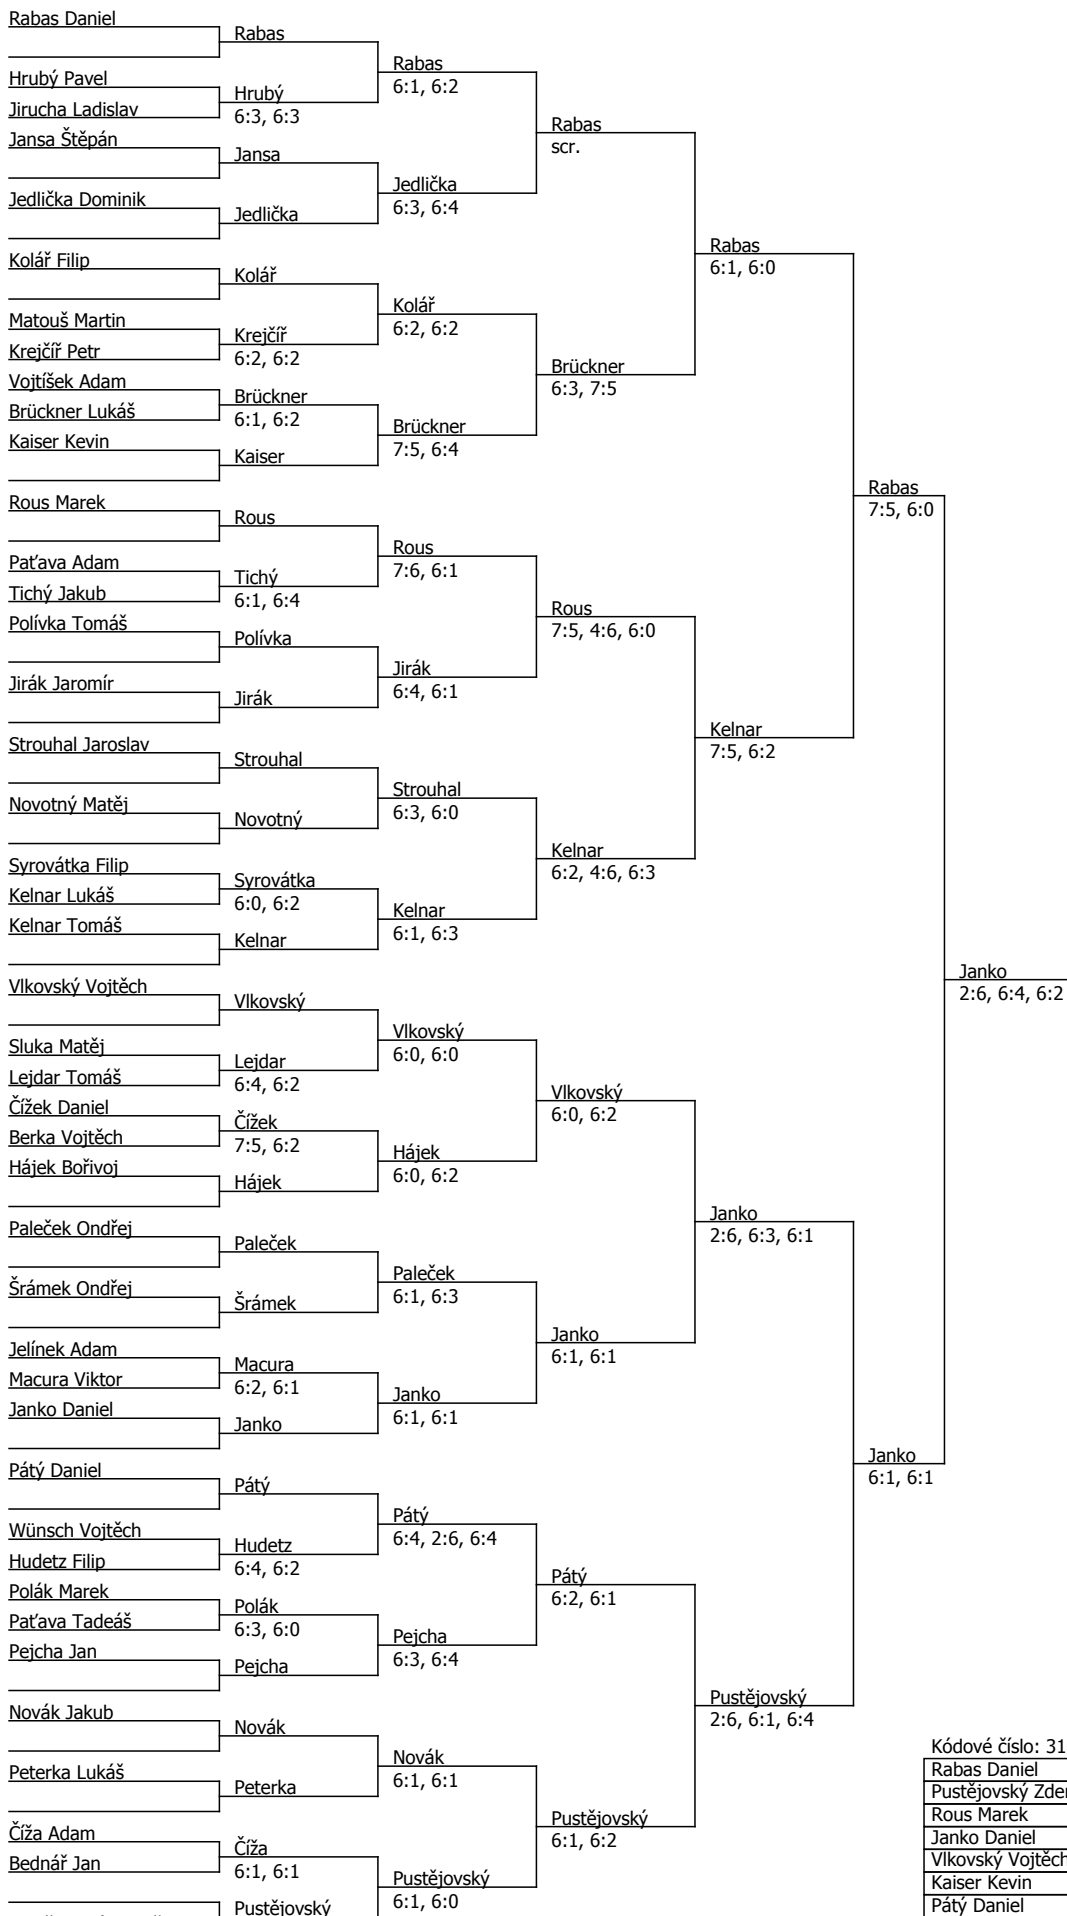 Rabas Daniel
Rabas
Rabas
6:1, 6:2
Hrubý Pavel
Hrubý
6:3, 6:3
Jirucha Ladislav
Rabas
scr.
Jansa Štěpán
Jansa
Jedlička
6:3, 6:4
Jedlička Dominik
Jedlička
Rabas
6:1, 6:0
Kolář Filip
Kolář
Kolář
6:2, 6:2
Matouš Martin
Krejčíř
6:2, 6:2
Krejčíř Petr
Brückner
6:3, 7:5
Vojtíšek Adam
Brückner
6:1, 6:2
Brückner Lukáš
Brückner
7:5, 6:4
Kaiser Kevin
Kaiser
Rabas
7:5, 6:0
Rous Marek
Rous
Rous
7:6, 6:1
Paťava Adam
Tichý
6:1, 6:4
Tichý Jakub
Rous
7:5, 4:6, 6:0
Polívka Tomáš
Polívka
Jirák
6:4, 6:1
Jirák Jaromír
Jirák
Kelnar
7:5, 6:2
Strouhal Jaroslav
Strouhal
Strouhal
6:3, 6:0
Novotný Matěj
Novotný
Kelnar
6:2, 4:6, 6:3
Syrovátka Filip
Syrovátka
6:0, 6:2
Kelnar Lukáš
Kelnar
6:1, 6:3
Kelnar Tomáš
Kelnar
Janko
2:6, 6:4, 6:2
Vlkovský Vojtěch
Vlkovský
Vlkovský
6:0, 6:0
Sluka Matěj
Lejdar
6:4, 6:2
Lejdar Tomáš
Vlkovský
6:0, 6:2
Čížek Daniel
Čížek
7:5, 6:2
Berka Vojtěch
Hájek
6:0, 6:2
Hájek Bořivoj
Hájek
Janko
2:6, 6:3, 6:1
Paleček Ondřej
Paleček
Paleček
6:1, 6:3
Šrámek Ondřej
Šrámek
Janko
6:1, 6:1
Jelínek Adam
Macura
6:2, 6:1
Macura Viktor
Janko
6:1, 6:1
Janko Daniel
Janko
Janko
6:1, 6:1
Pátý Daniel
Pátý
Pátý
6:4, 2:6, 6:4
Wünsch Vojtěch
Hudetz
6:4, 6:2
Hudetz Filip
Pátý
6:2, 6:1
Polák Marek
Polák
6:3, 6:0
Paťava Tadeáš
Pejcha
6:3, 6:4
Pejcha Jan
Pejcha
Pustějovský
2:6, 6:1, 6:4
Novák Jakub
Novák
Novák
6:1, 6:1
Peterka Lukáš
Peterka
Pustějovský
6:1, 6:2
Číža Adam
Číža
6:1, 6:1
Bednář Jan
Pustějovský
6:1, 6:0
Pustějovský
Kódové číslo: 31
Rabas Daniel
Pustějovský Zde
Rous Marek
Janko Daniel
Vlkovský Vojtěch
Kaiser Kevin
Pátý Daniel